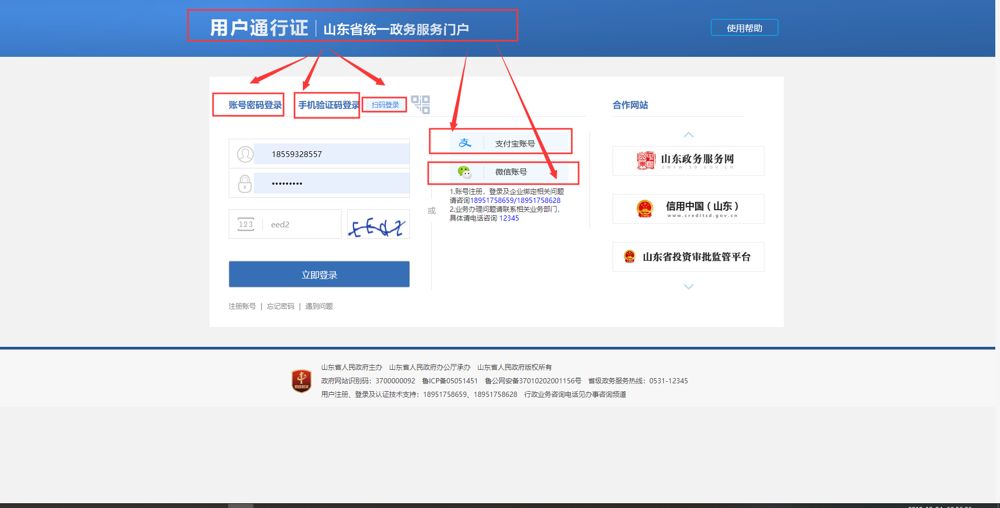 用户通行证 | 山东省统一政务服务门户
使用帮助
账号密码登录
手机验证码登录
扫码登录
合作网站
18559328557
•••••••••
123
eed2
EEd2
立即登录
注册账号 | 忘记密码 | 遇到问题
或
支
支付宝账号
微信账号
1.账号注册，登录及企业绑定相关问题
请咨询18951758659/18951758628
2.业务办理问题请联系相关业务部门，
具体请电话咨询 12345
山东政务服务网
ZWFW.SD.GOV.CN
信用中国（山东）
www.creditsd.gov.cn
山东省投资审批监管平台
党政机关
山东省人民政府主办 山东省人民政府办公厅承办 山东省人民政府版权所有
政府网站识别码：3700000092 鲁ICP备05051451 鲁公网安备37010202001156号 省级政务服务热线：0531-12345
用户注册、登录及认证技术支持：18951758659、18951758628 行政业务咨询电话见办事咨询频道